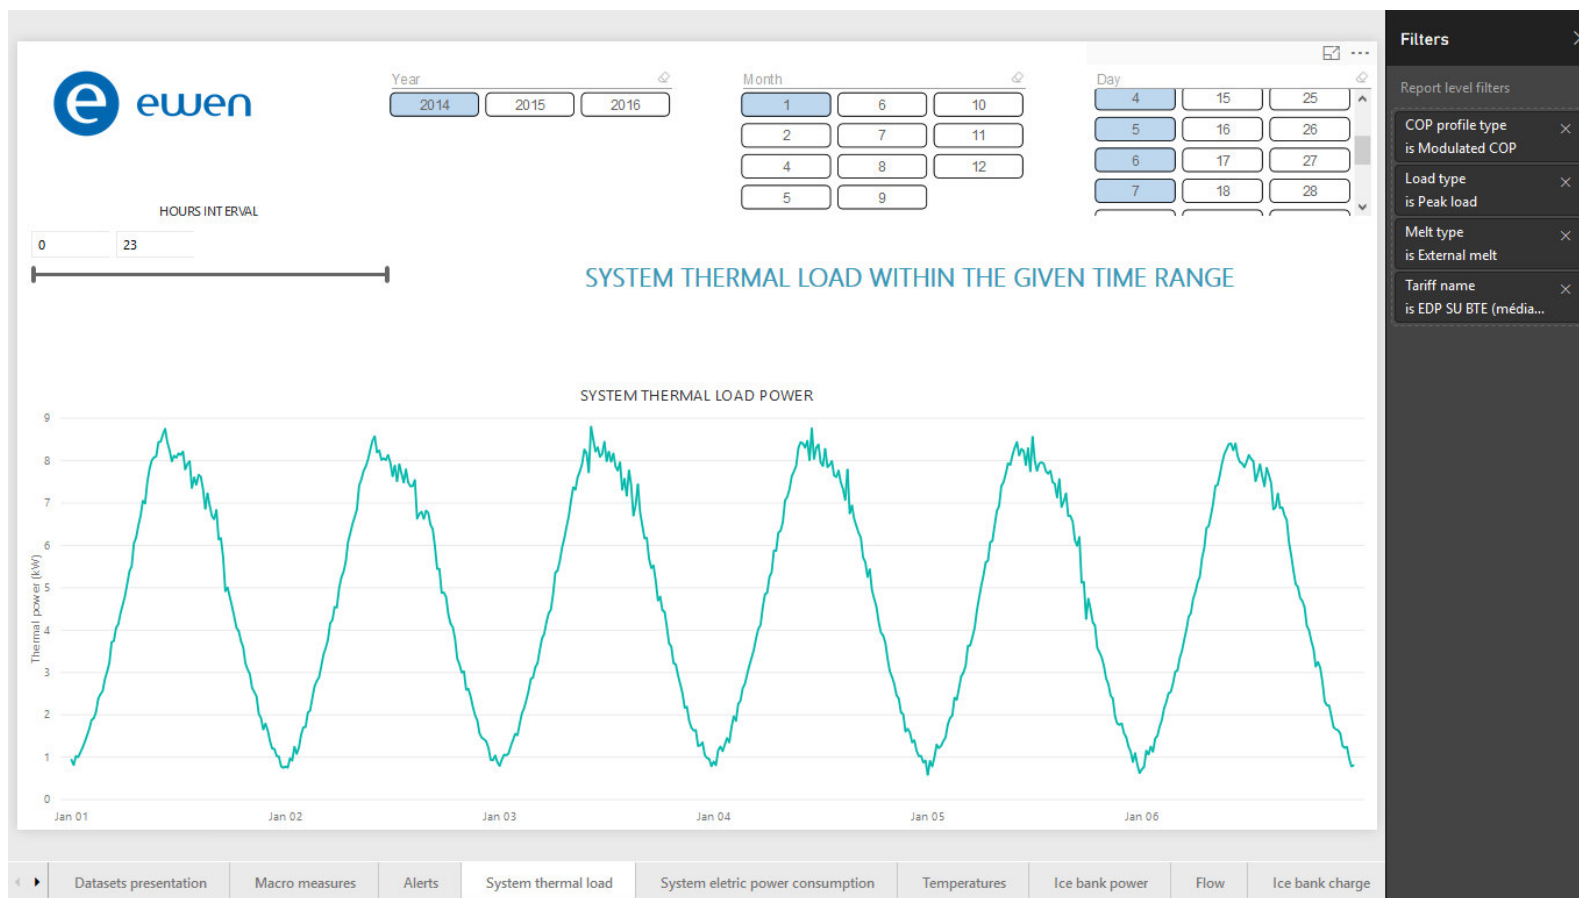 Filters
ewen
Year
2014 2015 2016
Month
1 6 10
2 7 11
4 8 12
5 9
Day
4 15 25
5 16 26
6 17 27
7 18 28
Report level filters
COP profile type
is Modulated COP
Load type
is Peak load
Melt type
is External melt
Tariff name
is EDP SU BTE (média...
HOURS INTERVAL
0 23
SYSTEM THERMAL LOAD WITHIN THE GIVEN TIME RANGE
SYSTEM THERMAL LOAD POWER
Thermal power (kW)
9
8
7
6
5
4
3
2
1
0
Jan 01 Jan 02 Jan 03 Jan 04 Jan 05 Jan 06
Datasets presentation Macro measures Alerts System thermal load System eletric power consumption Temperatures Ice bank power Flow Ice bank charge